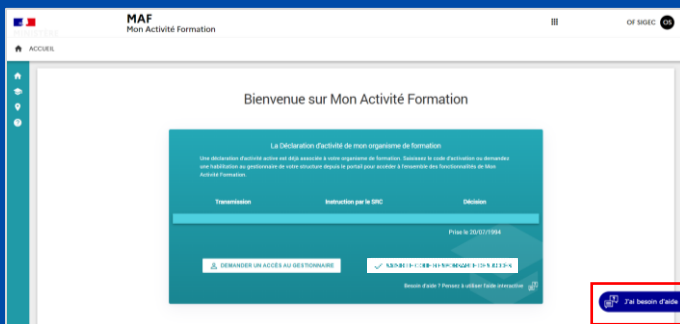 MAF
Mon Activité Formation
OF SIGEC OS
ACCUEIL
Bienvenue sur Mon Activité Formation
La Déclaration d'activité de mon organisme de formation
Une déclaration d'activité active est déjà associée à votre organisme de formation. Saisissez le code d'activation ou demandez
une habilitation au gestionnaire de votre structure depuis le portail pour accéder à l'ensemble des fonctionnalités de Mon
Activité Formation.
Transmission Instruction par le SRC Décision
Prise le 20/07/1994
DEMANDER UN ACCÈS AU GESTIONNAIRE
Besoin d'aide ? Pensez à utiliser l'aide interactive
J'ai besoin d'aide